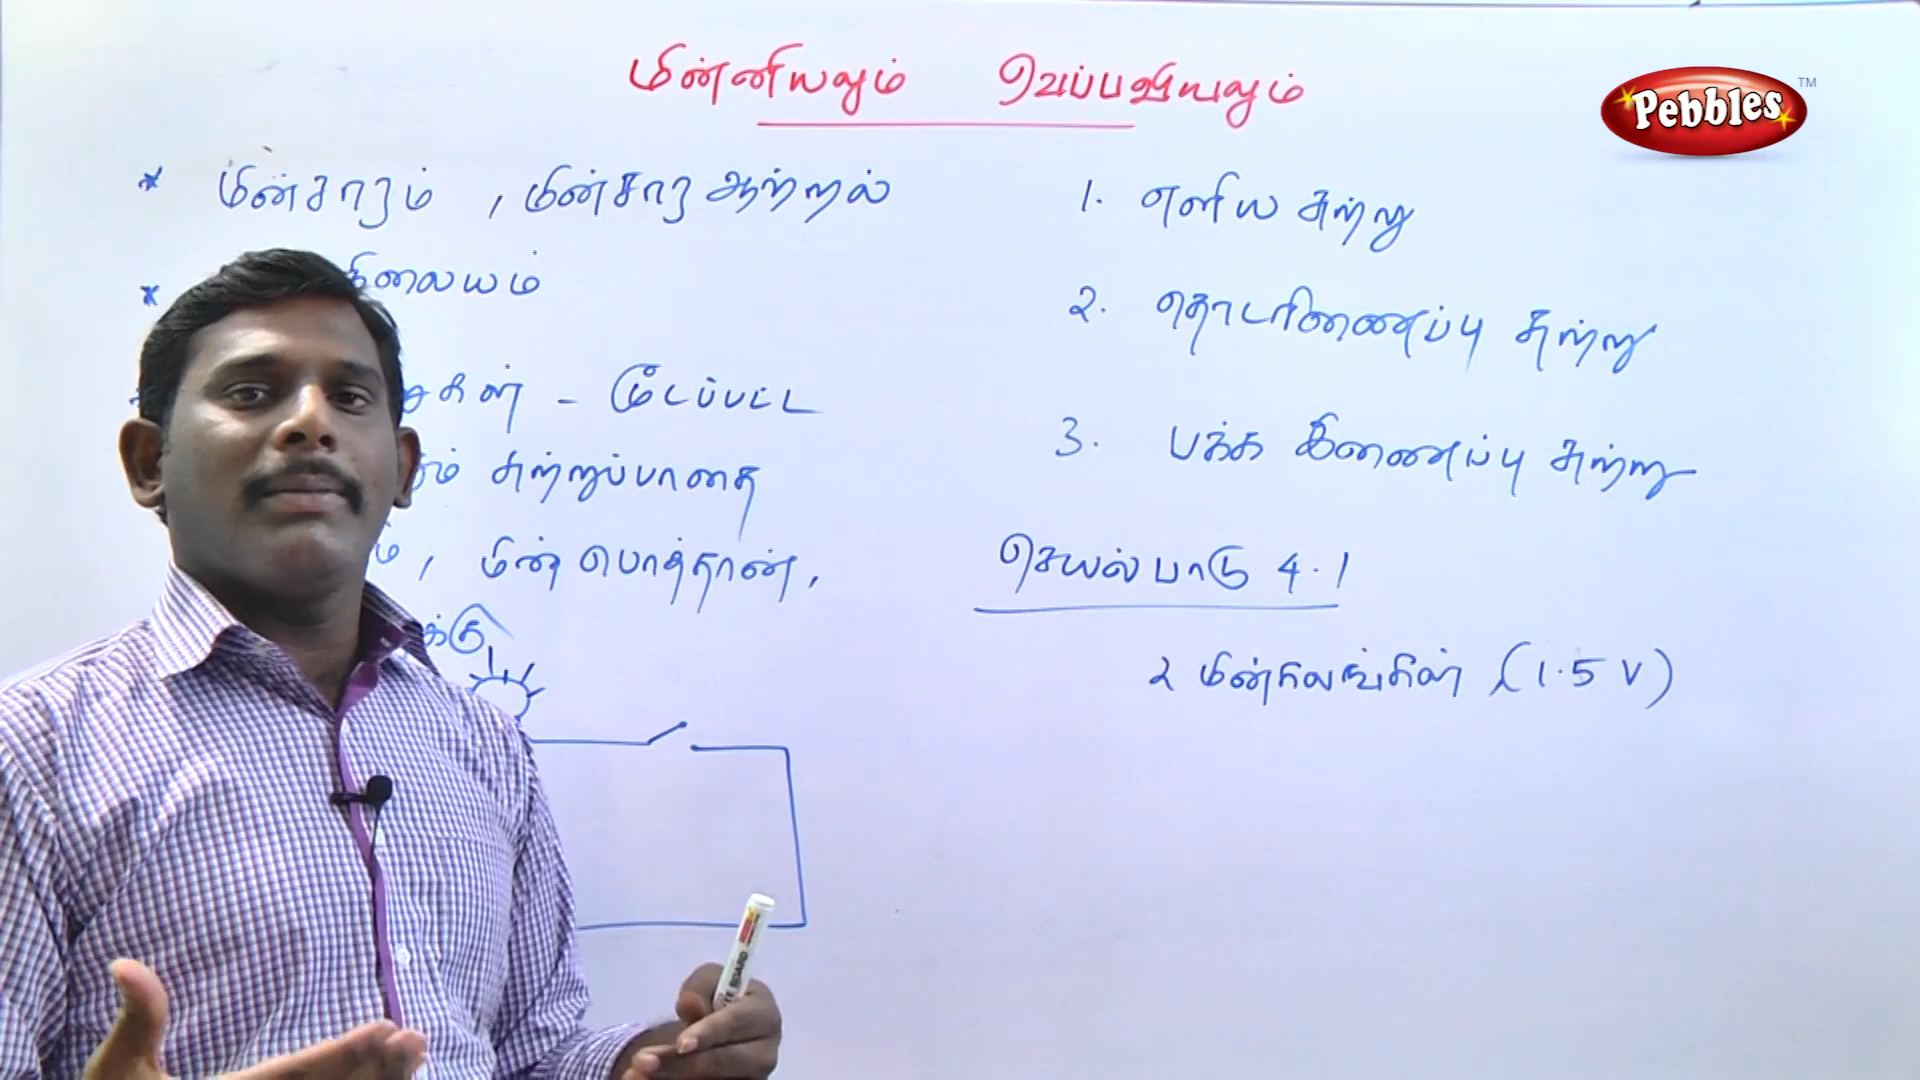 மின்னியலும் வெப்பவியலும்
Pebbles™
* மின்சாரம் , மின்சார ஆற்றல்
* நிலையம்
- மூடப்பட்ட
சுற்றுப்பாதை
, மின் பொத்தான்,
க்கு
1. எளிய சுற்று
2. தொடரிணைப்பு சுற்று
3. பக்க இணைப்பு சுற்று
செயல்பாடு 4.1
2 மின்கலங்கள் (1.5 V)